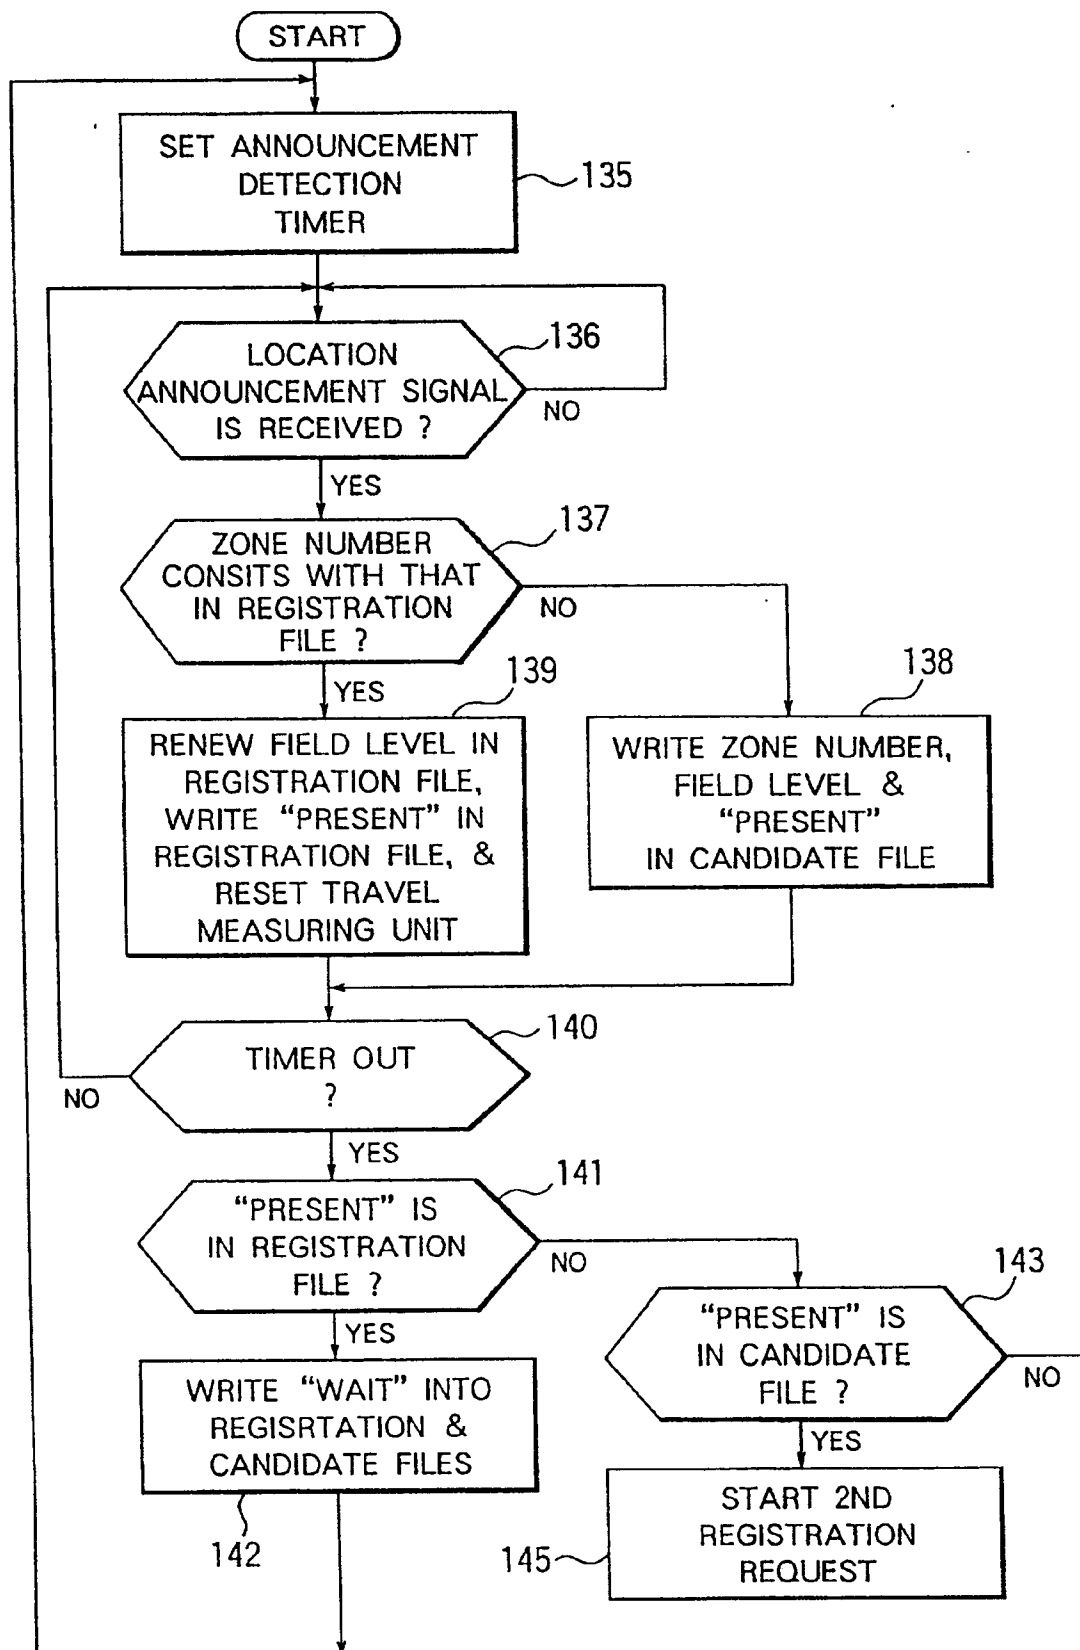 START
SET ANNOUNCEMENT
DETECTION
TIMER
135
LOCATION
ANNOUNCEMENT SIGNAL
IS RECEIVED ?
136
NO
YES
ZONE NUMBER
CONSITS WITH THAT
IN REGISTRATION
FILE ?
137
NO
YES
139
RENEW FIELD LEVEL IN
REGISTRATION FILE,
WRITE “PRESENT” IN
REGISTRATION FILE, &
RESET TRAVEL
MEASURING UNIT
138
WRITE ZONE NUMBER,
FIELD LEVEL &
“PRESENT”
IN CANDIDATE FILE
TIMER OUT
?
140
NO
YES
“PRESENT” IS
IN REGISTRATION
FILE ?
141
NO
YES
WRITE “WAIT” INTO
REGISRTATION &
CANDIDATE FILES
142
“PRESENT” IS
IN CANDIDATE
FILE ?
143
NO
YES
START 2ND
REGISTRATION
REQUEST
145